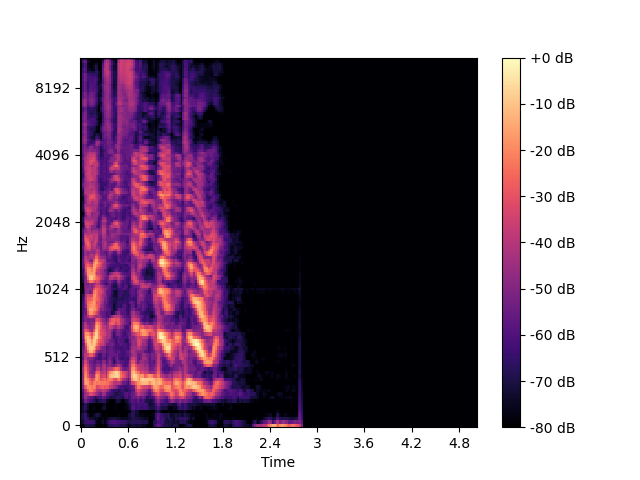 +0 dB
8192
-10 dB
4096
-20 dB
-30 dB
2048
-40 dB
Hz
1024
-50 dB
-60 dB
512
-70 dB
0
-80 dB
0 0.6 1.2 1.8 2.4 3 3.6 4.2 4.8
Time